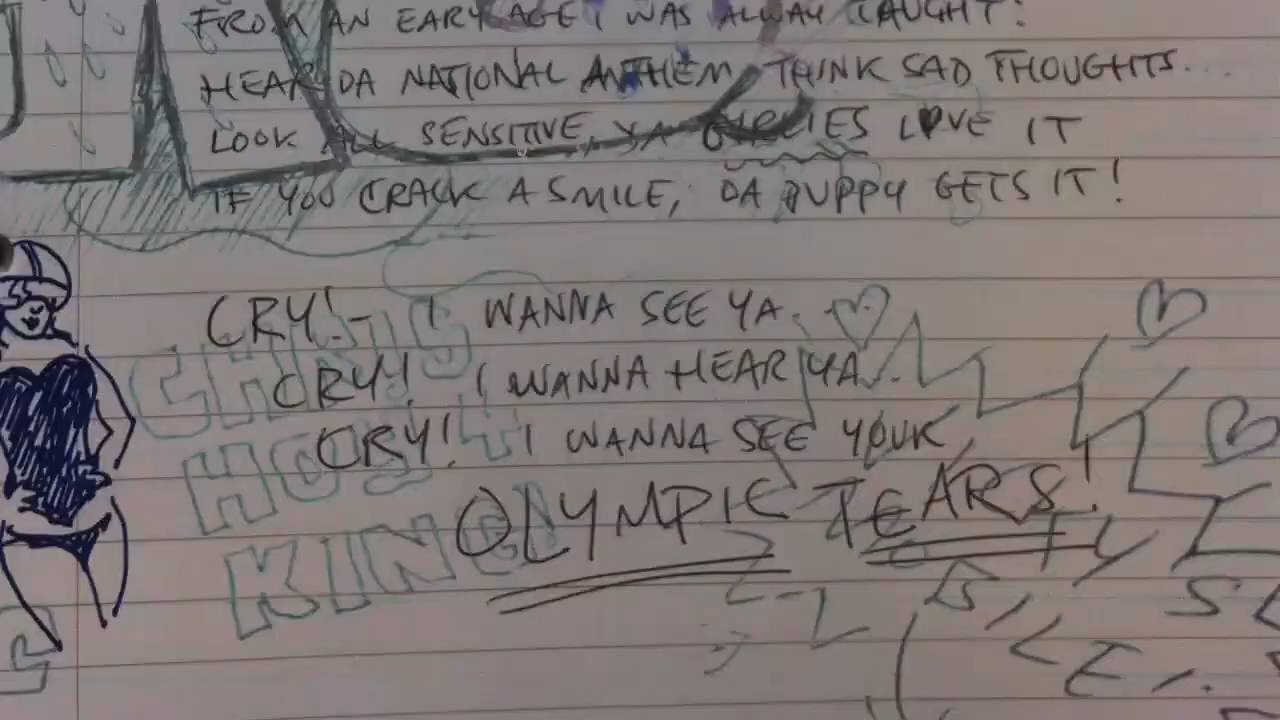 FROM AN EARY AGE I WAS ALWAY TAUGHT:
HEAR DA NATIONAL ANTHEM, THINK SAD THOUGHTS...
LOOK ALL SENSITIVE, YA GIRLIES LOVE IT
IF YOU CRACK A SMILE, DA PUPPY GETS IT!
CRY! - I WANNA SEE YA...
CRY! I WANNA HEAR YA...
CRY! I WANNA SEE YOUR
OLYMPIC TEARS!
KING